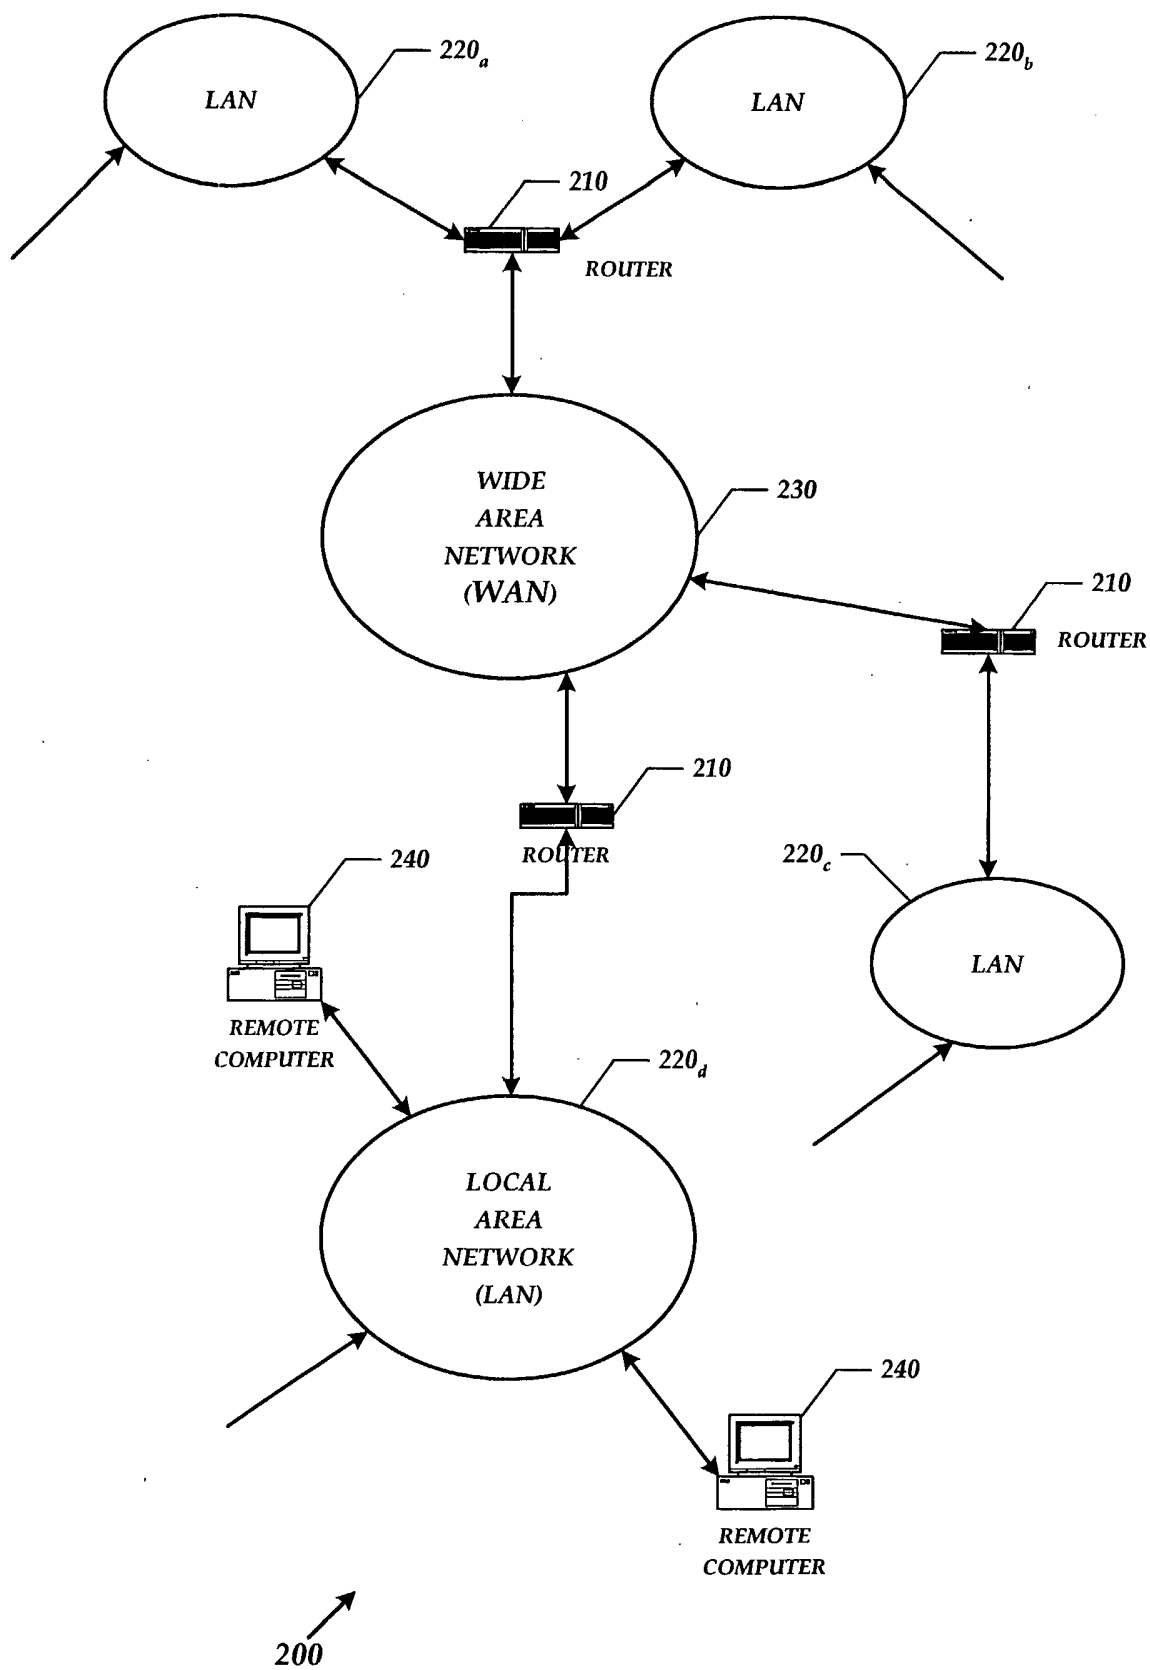 220a
LAN
220b
LAN
210
ROUTER
WIDE
AREA
NETWORK
(WAN)
230
210
ROUTER
210
ROUTER
240
REMOTE
COMPUTER
220c
LAN
220d
LOCAL
AREA
NETWORK
(LAN)
240
REMOTE
COMPUTER
200